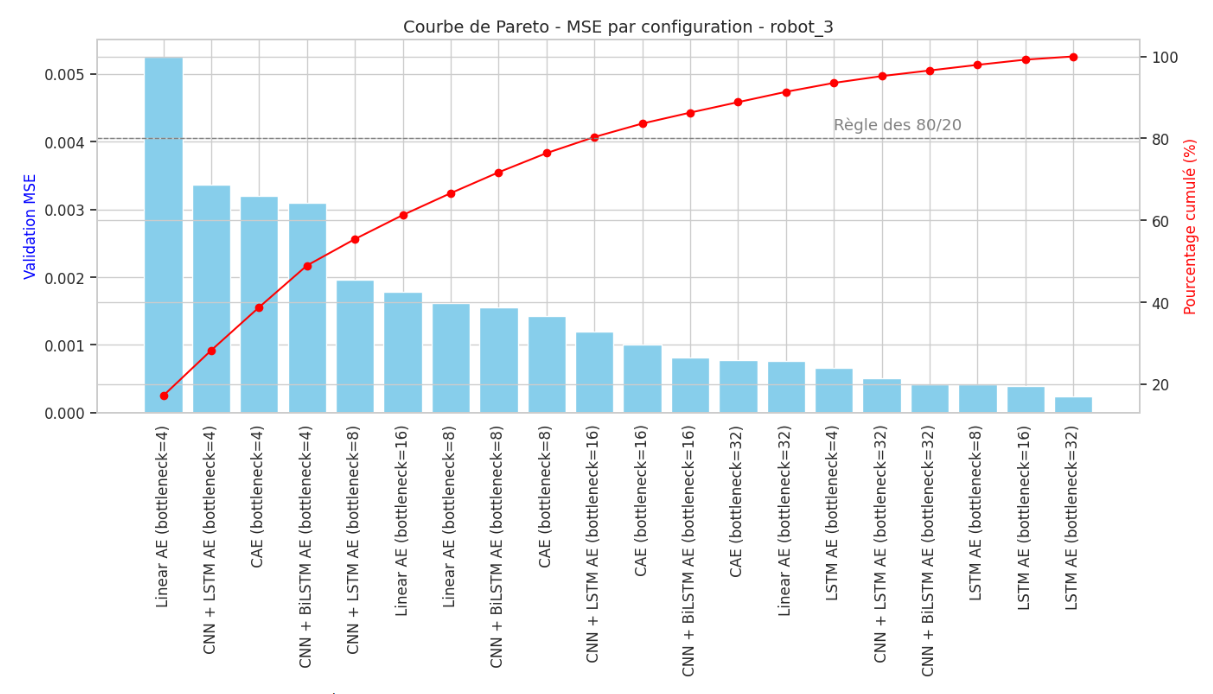 Courbe de Pareto - MSE par configuration - robot_3
Validation MSE
0.005
0.004
0.003
0.002
0.001
0.000
Règle des 80/20
100
80
60
40
20
Pourcentage cumulé (%)
Linear AE (bottleneck=4)
CNN + LSTM AE (bottleneck=4)
CAE (bottleneck=4)
CNN + BiLSTM AE (bottleneck=4)
CNN + LSTM AE (bottleneck=8)
Linear AE (bottleneck=16)
Linear AE (bottleneck=8)
CNN + BiLSTM AE (bottleneck=8)
CAE (bottleneck=8)
CNN + LSTM AE (bottleneck=16)
CAE (bottleneck=16)
CNN + BiLSTM AE (bottleneck=16)
CAE (bottleneck=32)
Linear AE (bottleneck=32)
LSTM AE (bottleneck=4)
CNN + LSTM AE (bottleneck=32)
CNN + BiLSTM AE (bottleneck=32)
LSTM AE (bottleneck=8)
LSTM AE (bottleneck=16)
LSTM AE (bottleneck=32)